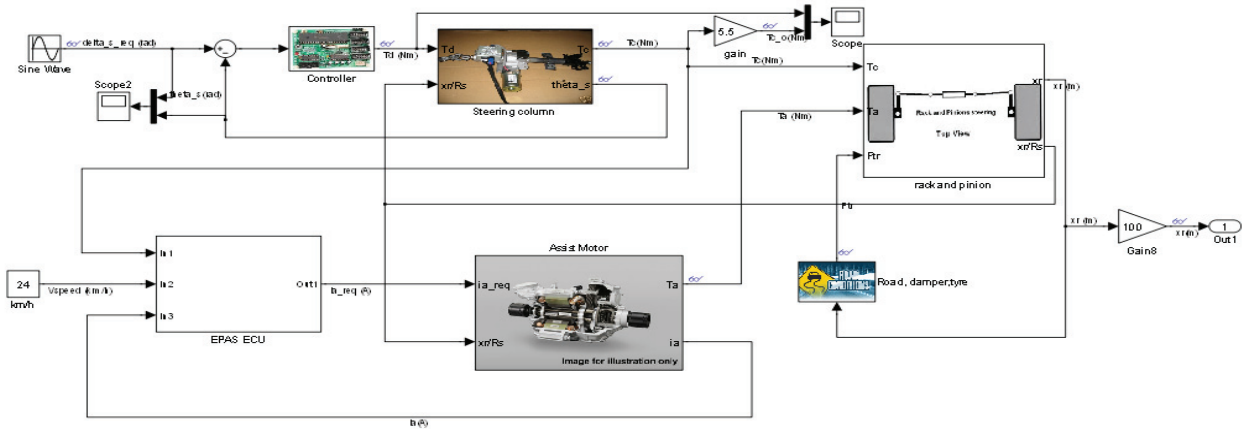 Sine Wave
delta_s_req (rad)
Scope2
theta_s (rad)
Controller
Td (Nm)
Td
xr/Rs
Tc
theta_s
Steering column
Tc(Nm)
5.5
gain
Tc_o(Nm)
Scope
Tc(Nm)
Ta (Nm)
Tc
Ta
Ptr
xr
xr/Rs
Rack and Pinions steering
Top View
rack and pinion
xr (m)
xr (m)
100
Gain8
xr(m)
1
Out1
24
km/h
Vspeed (km/h)
In1
In2
In3
Out1
EPAS ECU
ia_req (A)
Assist Motor
ia_req
xr/Rs
Ta
ia
Image for illustration only
Ia(A)
Road, damper,tyre